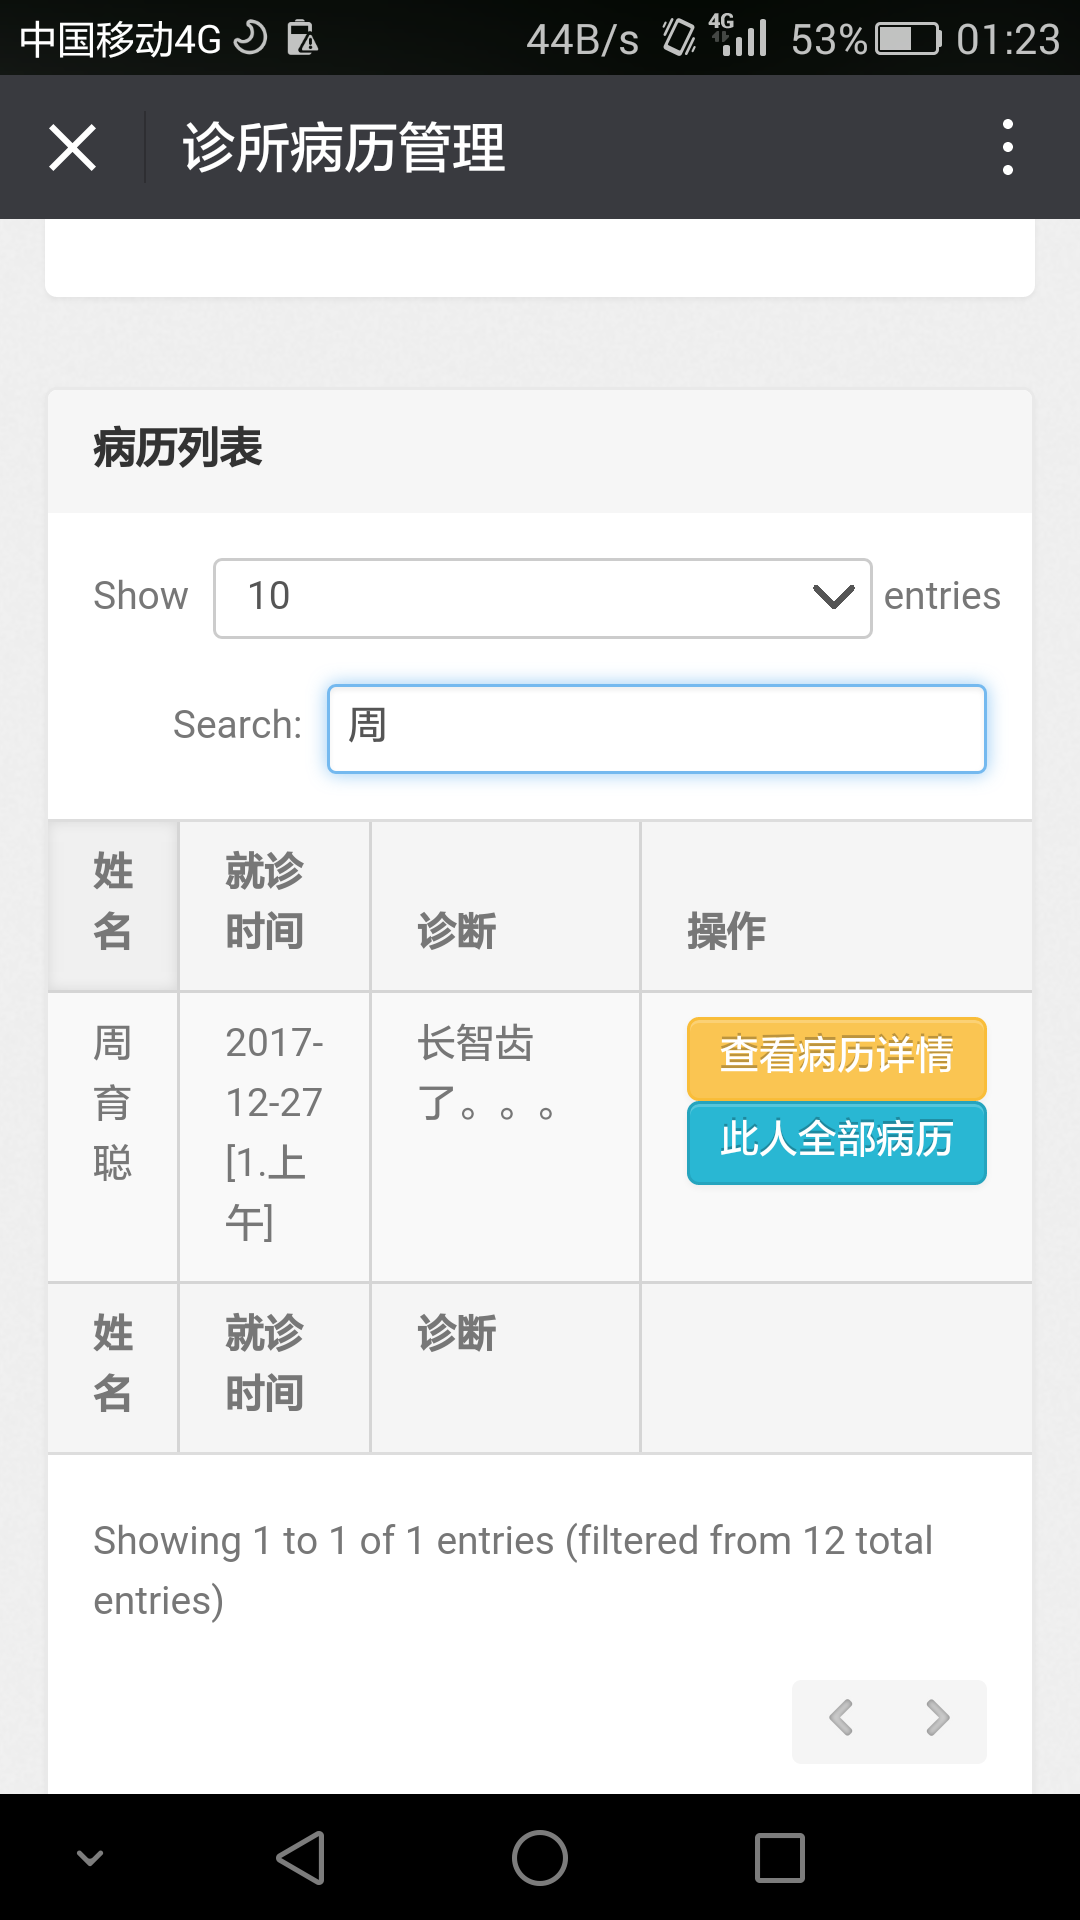 中国移动4G 44B/s 4G 53% 01:23
诊所病历管理
病历列表
Show 10 entries
Search: 周
姓
名
就诊
时间
诊断
操作
周
育
聪
2017-
12-27
[1.上
午]
长智齿
了。。。
查看病历详情
此人全部病历
姓
名
就诊
时间
诊断
Showing 1 to 1 of 1 entries (filtered from 12 total
entries)